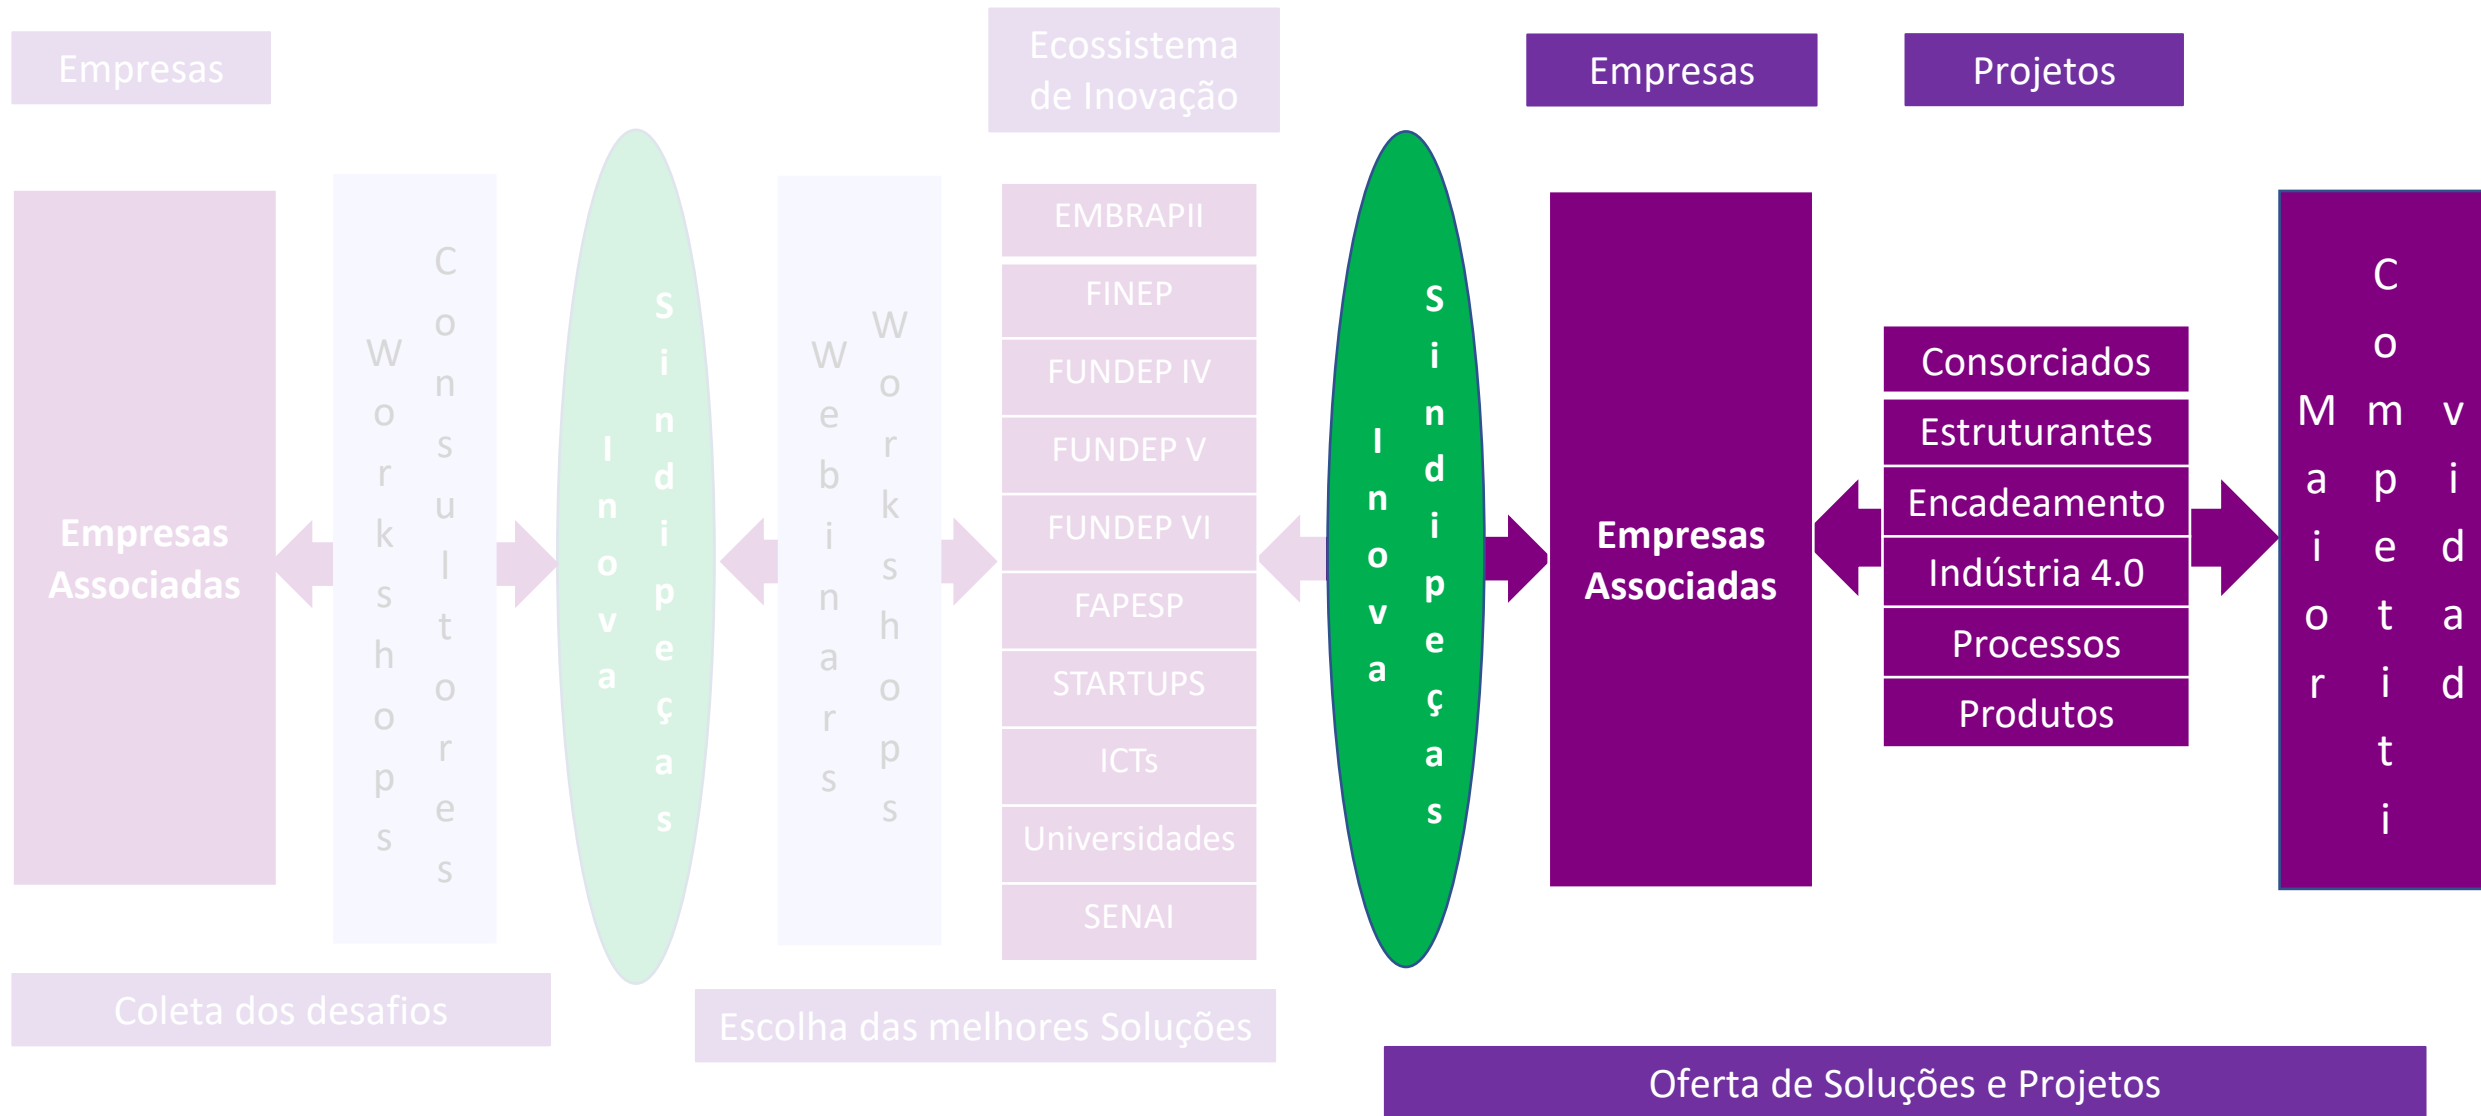 Empresas
Ecossistema
de Inovação
Empresas
Projetos
Empresas
Associadas
Workshops
Consultores
Inova
Sindipeças
Webinars
Workshops
EMBRAPII
FINEP
FUNDEP IV
FUNDEP V
FUNDEP VI
FAPESP
STARTUPS
ICTs
Universidades
SENAI
Inova
Sindipeças
Empresas
Associadas
Consorciados
Estruturantes
Encadeamento
Indústria 4.0
Processos
Produtos
Maior
Competiti
vidad
Coleta dos desafios
Escolha das melhores Soluções
Oferta de Soluções e Projetos